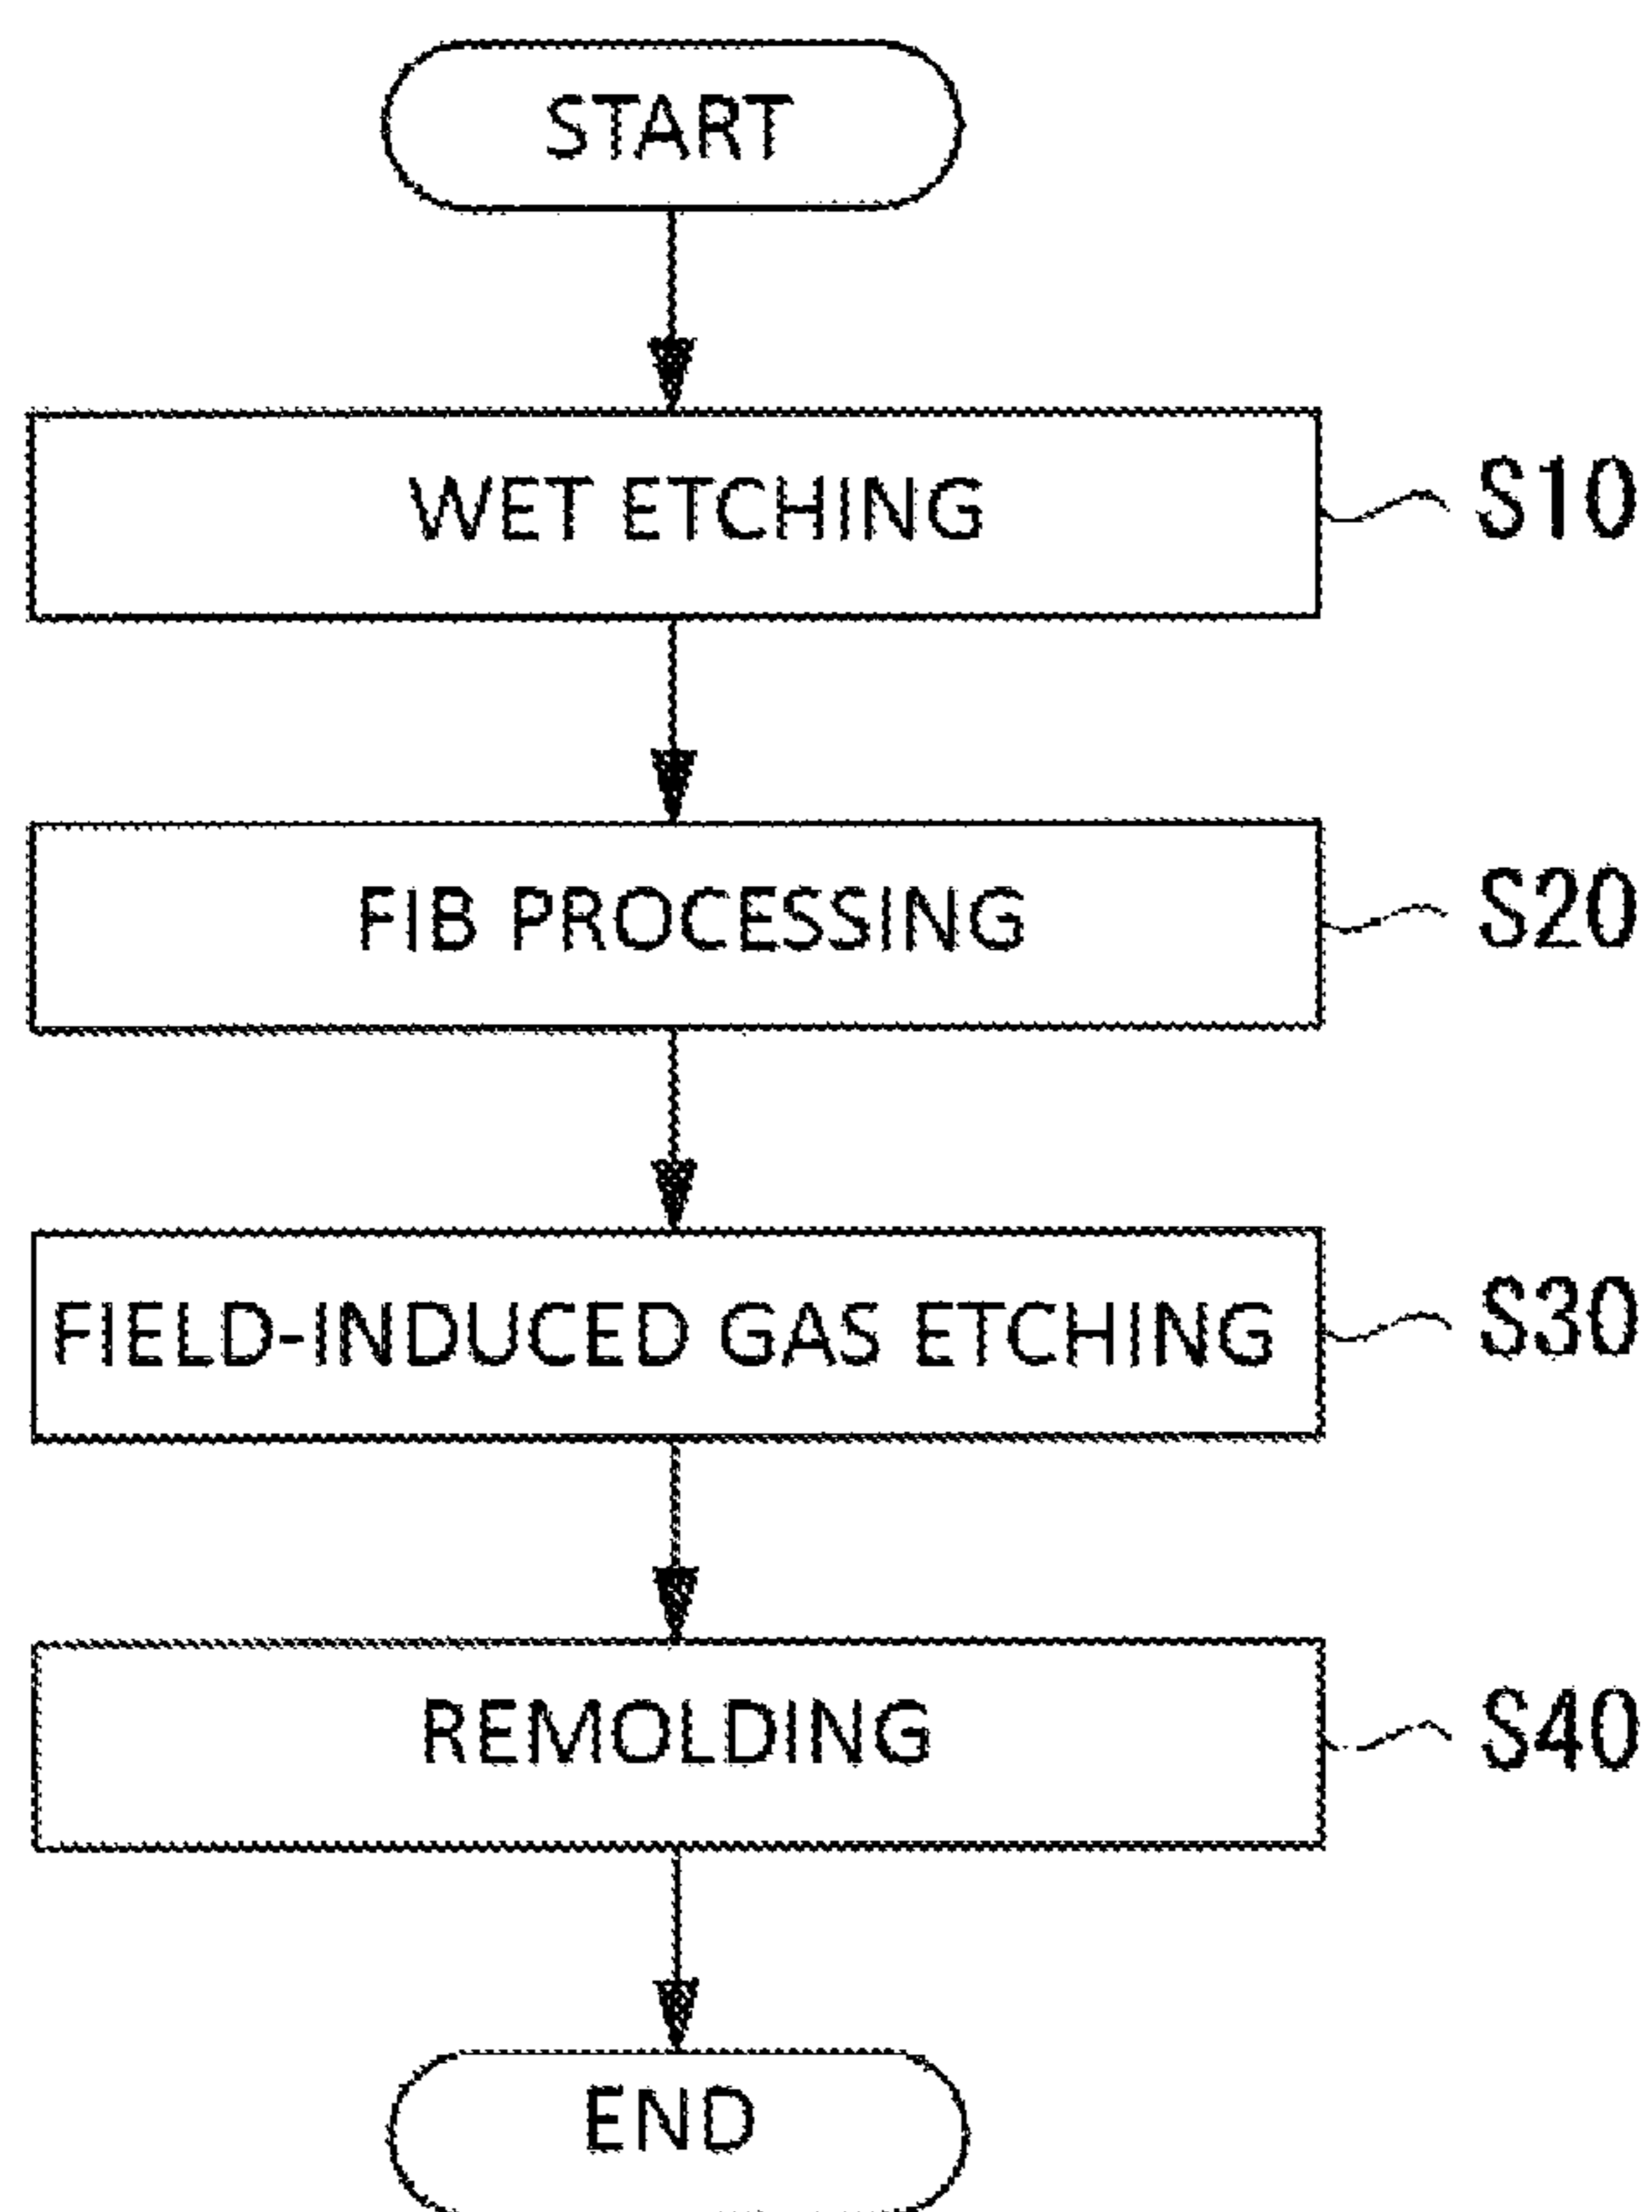 START
WET ETCHING
S10
FIB PROCESSING
S20
FIELD-INDUCED GAS ETCHING
S30
REMOLDING
S40
END